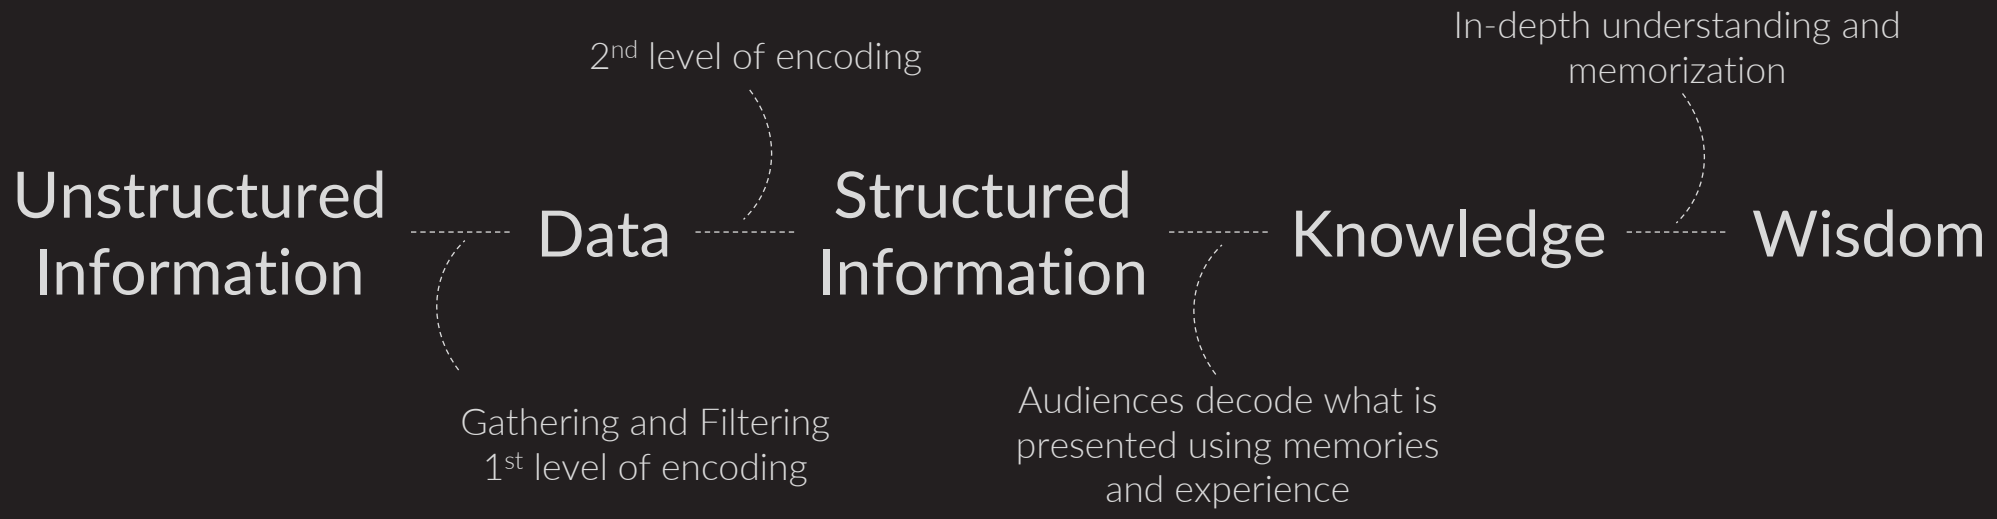 2nd level of encoding
In-depth understanding and
memorization
Unstructured
Information
Data
Structured
Information
Knowledge
Wisdom
Gathering and Filtering
1st level of encoding
Audiences decode what is
presented using memories
and experience